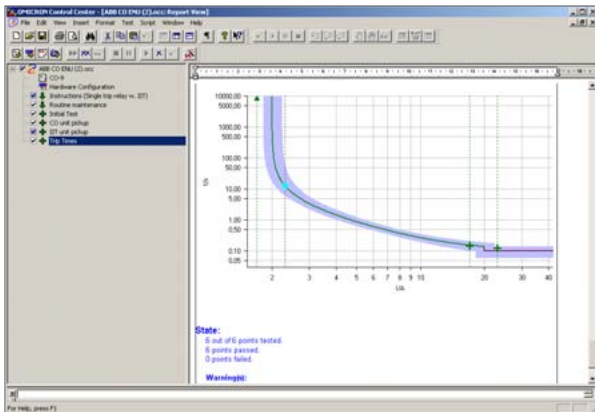 OMICRON Control Center - [ABB CO ENU (2).occ: Report View]
File Edit View Insert Format Test Script Window Help
ABB CO ENU (2).occ
CO-9
Hardware Configuration
Instructions (Single trip relay w. IIT)
Routine maintenance
Initial Test
CO unit pickup
IIT unit pickup
Trip Times
10000.00
5000.00
1000.00
500.00
100.00
50.00
10.00
5.00
1.00
0.50
0.10
0.05
t/s
2 3 4 5 6 7 8 9 10 20 30 40
I/A
State:
6 out of 6 points tested.
6 points passed.
0 points failed.
Warning(s):
For Help, press F1